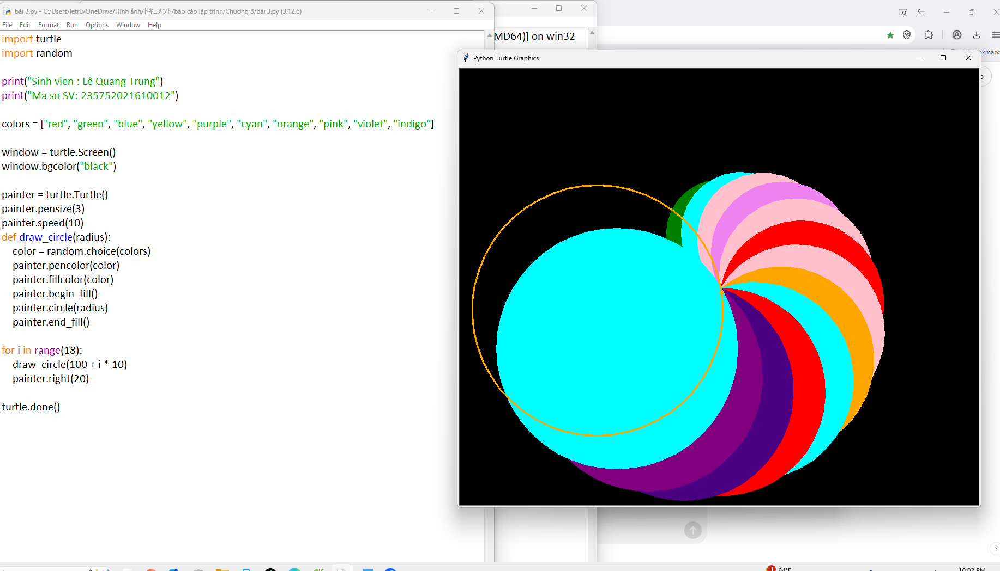 bài 3.py - C:/Users/letru/OneDrive/Hình ảnh/ドキュメント/báo cáo lập trình/Chương 8/bài 3.py (3.12.6)
File Edit Format Run Options Window Help
import turtle
import random
print("Sinh vien : Lê Quang Trung")
print("Ma so SV: 235752021610012")
colors = ["red", "green", "blue", "yellow", "purple", "cyan", "orange", "pink", "violet", "indigo"]
window = turtle.Screen()
window.bgcolor("black")
painter = turtle.Turtle()
painter.pensize(3)
painter.speed(10)
def draw_circle(radius):
color = random.choice(colors)
painter.pencolor(color)
painter.fillcolor(color)
painter.begin_fill()
painter.circle(radius)
painter.end_fill()
for i in range(18):
draw_circle(100 + i * 10)
painter.right(20)
turtle.done()
MD64)] on win32
Python Turtle Graphics
?
1 64°F
10:02 PM